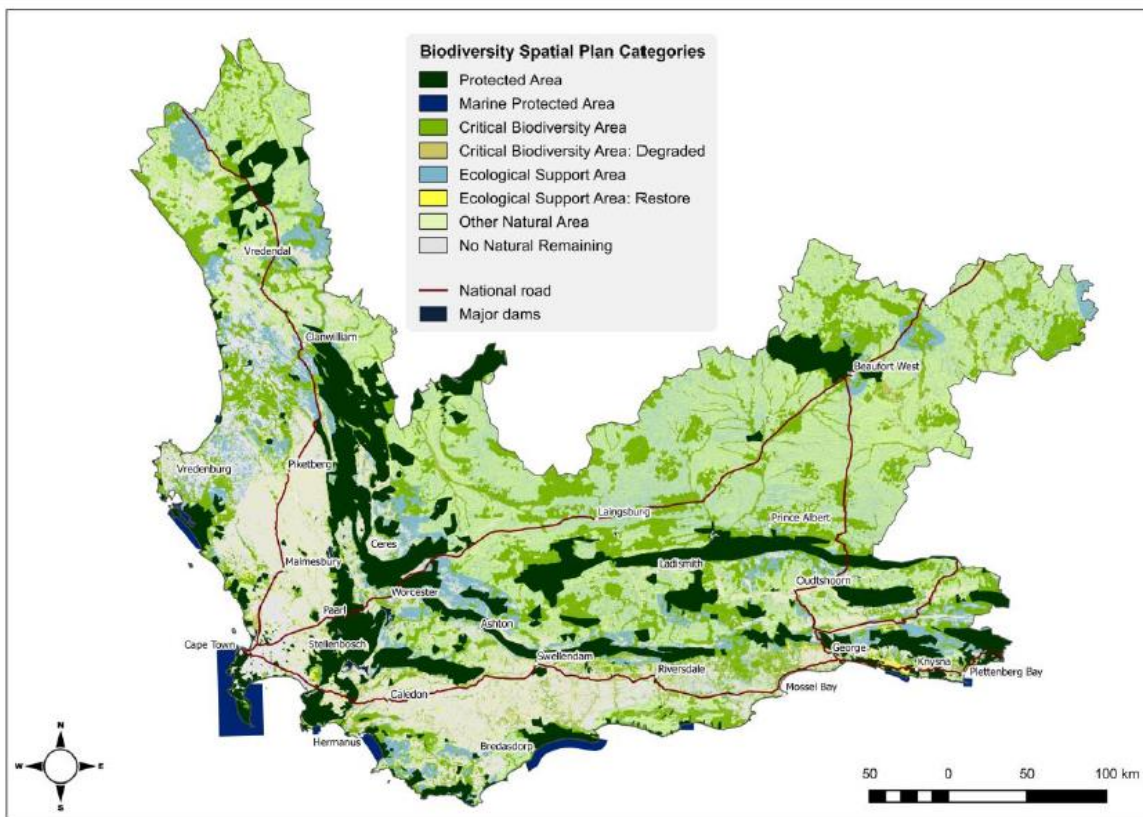 Biodiversity Spatial Plan Categories
Protected Area
Marine Protected Area
Critical Biodiversity Area
Critical Biodiversity Area: Degraded
Ecological Support Area
Ecological Support Area: Restore
Other Natural Area
No Natural Remaining
National road
Major dams
Vredendal
Clanwilliam
Beaufort West
Vredenburg
Piketberg
Laingsburg
Prince Albert
Ceres
Malmesbury
Ladismith
Oudtshoorn
Worcester
Paarl
Ashton
Cape Town
Stellenbosch
Swellendam
George
Knysna
Riversdale
Plettenberg Bay
Mossel Bay
Caledon
Hermanus
Bredasdorp
N
W E
S
50 0 50 100 km